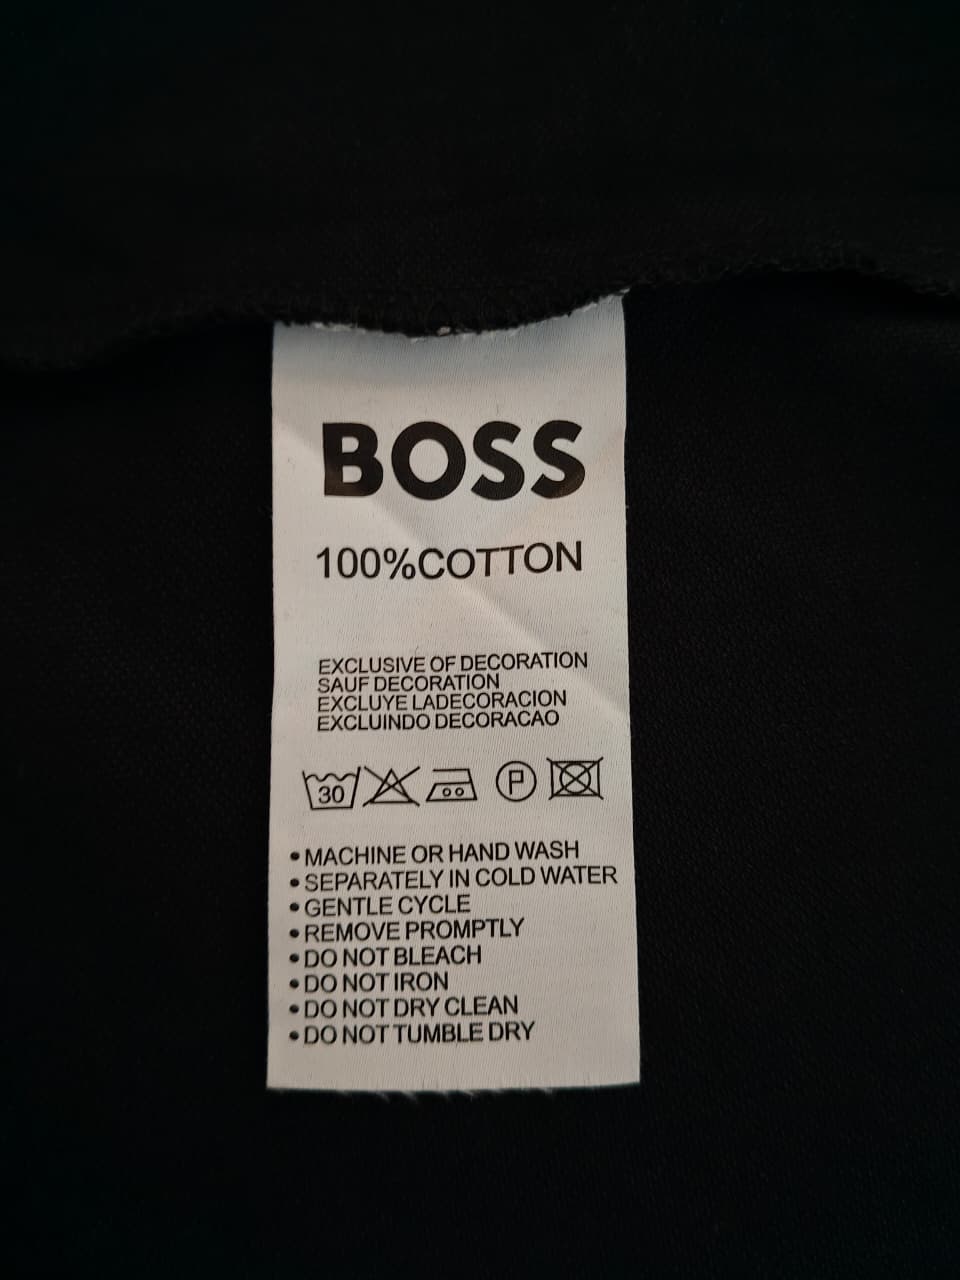 BOSS
100%COTTON
EXCLUSIVE OF DECORATION
SAUF DECORATION
EXCLUYE LADECORACION
EXCLUINDO DECORACAO
30 P
• MACHINE OR HAND WASH
• SEPARATELY IN COLD WATER
• GENTLE CYCLE
• REMOVE PROMPTLY
• DO NOT BLEACH
• DO NOT IRON
• DO NOT DRY CLEAN
• DO NOT TUMBLE DRY